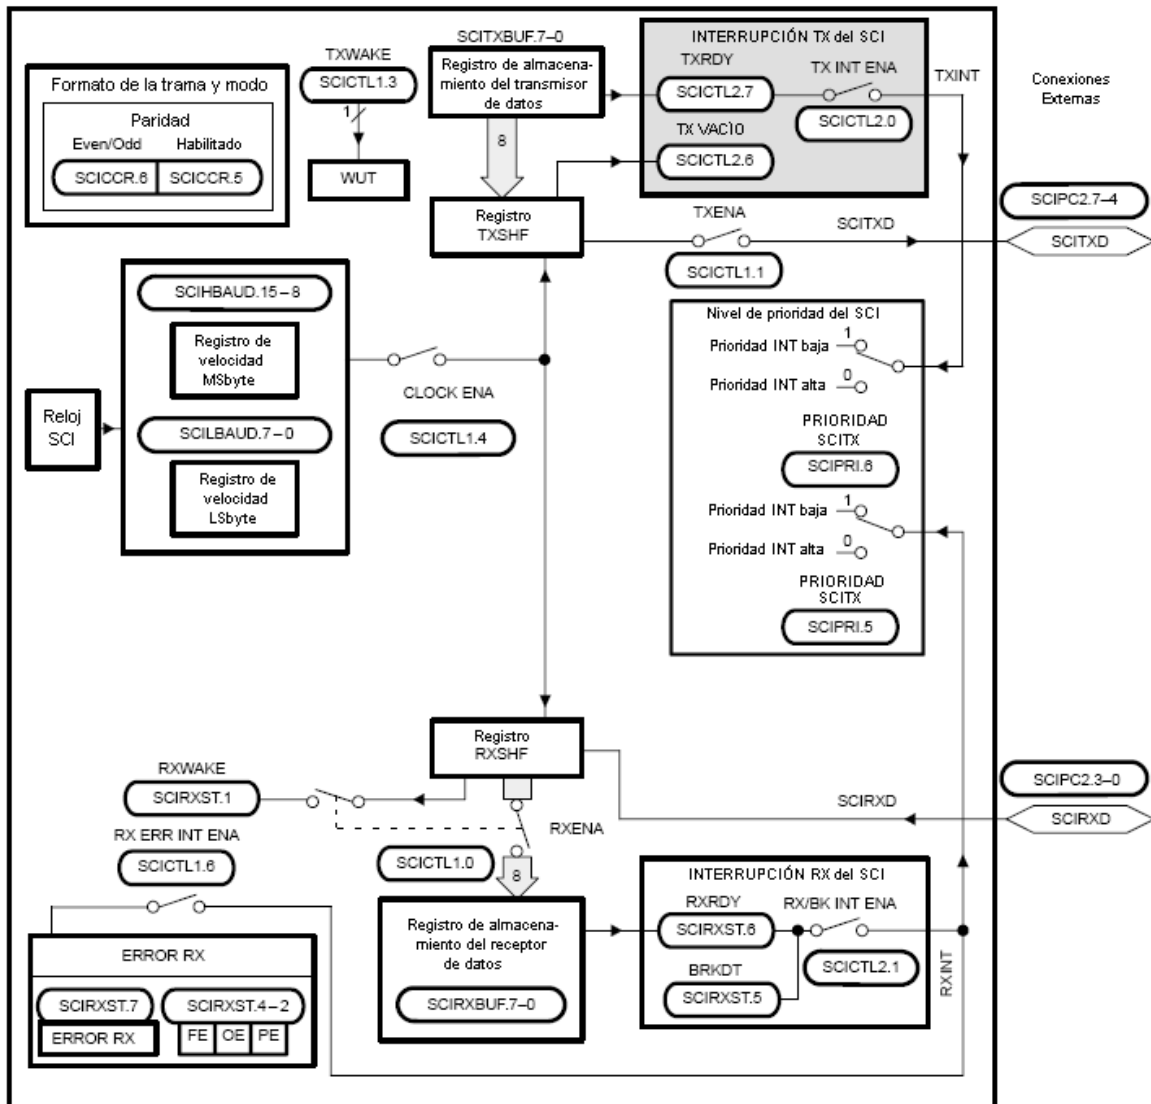 SCITXBUF.7–0
Registro de almacena-
miento del transmisor
de datos
TXWAKE
SCICTL1.3
1
WUT
8
Formato de la trama y modo
Paridad
Even/Odd
Habilitado
SCICCR.6
SCICCR.5
INTERRUPCIÓN TX del SCI
TXRDY
SCICTL2.7
TX INT ENA
SCICTL2.0
TX VACÌO
SCICTL2.6
TXINT
Conexiones
Externas
Registro
TXSHF
TXENA
SCICTL1.1
SCITXD
SCIPC2.7–4
SCITXD
SCIHBAUD.15–8
Registro de
velocidad
MSbyte
SCILBAUD.7–0
Registro de
velocidad
LSbyte
Reloj
SCI
CLOCK ENA
SCICTL1.4
Nivel de prioridad del SCI
Prioridad INT baja
1
Prioridad INT alta
0
PRIORIDAD
SCITX
SCIPRI.6
Prioridad INT baja
1
Prioridad INT alta
0
PRIORIDAD
SCITX
SCIPRI.5
Registro
RXSHF
RXWAKE
SCIRXST.1
RX ERR INT ENA
SCICTL1.6
RXENA
SCICTL1.0
8
SCIRXD
SCIPC2.3–0
SCIRXD
ERROR RX
SCIRXST.7
SCIRXST.4–2
ERROR RX
FE
OE
PE
Registro de almacena-
miento del receptor
de datos
SCIRXBUF.7–0
INTERRUPCIÓN RX del SCI
RXRDY
SCIRXST.6
RX/BK INT ENA
SCICTL2.1
BRKDT
SCIRXST.5
RXINT